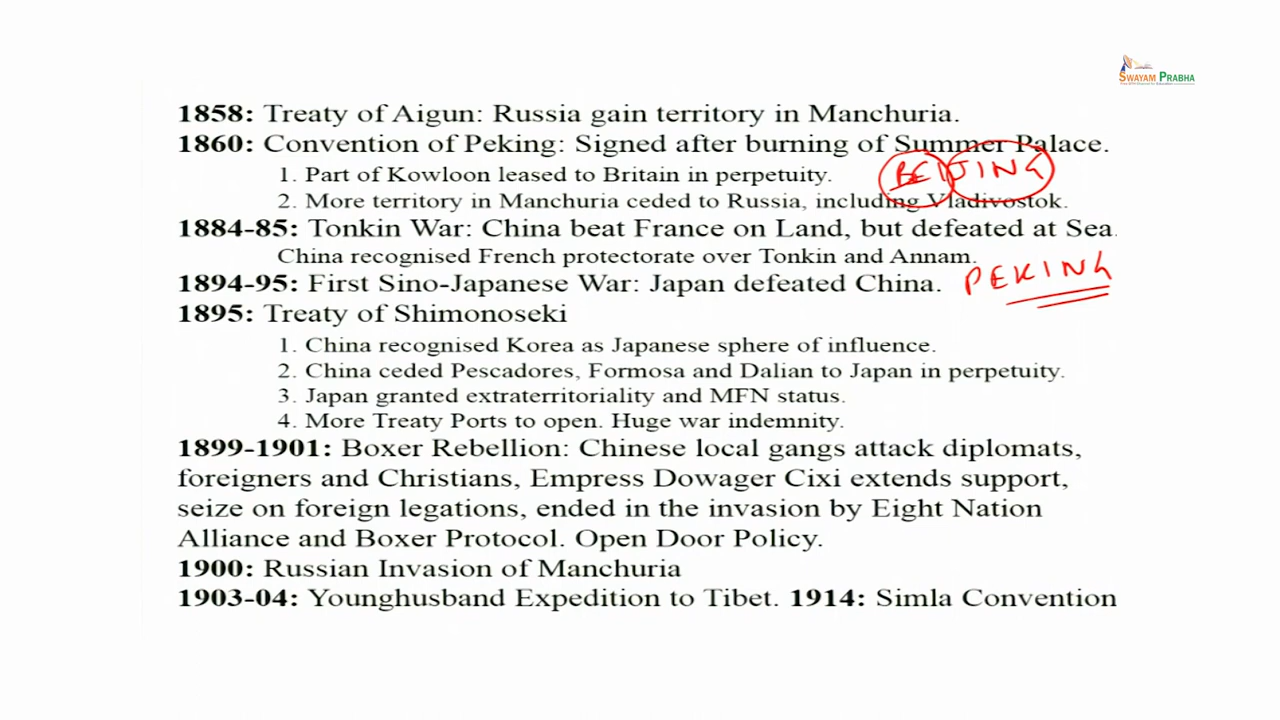 SWAYAM PRABHA
1858: Treaty of Aigun: Russia gain territory in Manchuria.
1860: Convention of Peking: Signed after burning of Summer Palace.
1. Part of Kowloon leased to Britain in perpetuity.
BEIJING
2. More territory in Manchuria ceded to Russia, including Vladivostok.
1884-85: Tonkin War: China beat France on Land, but defeated at Sea.
China recognised French protectorate over Tonkin and Annam.
PEKING
1894-95: First Sino-Japanese War: Japan defeated China.
1895: Treaty of Shimonoseki
1. China recognised Korea as Japanese sphere of influence.
2. China ceded Pescadores, Formosa and Dalian to Japan in perpetuity.
3. Japan granted extraterritoriality and MFN status.
4. More Treaty Ports to open. Huge war indemnity.
1899-1901: Boxer Rebellion: Chinese local gangs attack diplomats,
foreigners and Christians, Empress Dowager Cixi extends support,
seize on foreign legations, ended in the invasion by Eight Nation
Alliance and Boxer Protocol. Open Door Policy.
1900: Russian Invasion of Manchuria
1903-04: Younghusband Expedition to Tibet. 1914: Simla Convention